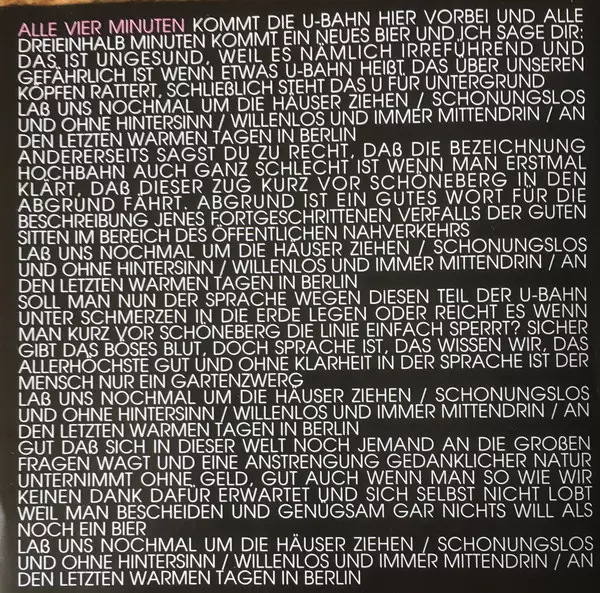 ALLE VIER MINUTEN KOMMT DIE U-BAHN HIER VORBEI UND ALLE
DREIEINHALB MINUTEN KOMMT EIN NEUES BIER UND ICH SAGE DIR:
DAS IST UNGESUND, WEIL ES NÄMLICH IRREFÜHREND UND
GEFÄHRLICH IST WENN ETWAS U-BAHN HEIßT DAS ÜBER UNSEREN
KÖPFEN RATTERT, SCHLIEßLICH STEHT DAS U FÜR UNTERGRUND
LAß UNS NOCHMAL UM DIE HÄUSER ZIEHEN / SCHONUNGSLOS
UND OHNE HINTERSINN / WILLENLOS UND IMMER MITTENDRIN / AN
DEN LETZTEN WARMEN TAGEN IN BERLIN
ANDERERSEITS SAGST DU ZU RECHT, DAß DIE BEZEICHNUNG
HOCHBAHN AUCH GANZ SCHLECHT IST WENN MAN ERSTMAL
KLÄRT, DAß DIESER ZUG KURZ VOR SCHÖNEBERG IN DEN
ABGRUND FÄHRT. ABGRUND IST EIN GUTES WORT FÜR DIE
BESCHREIBUNG JENES FORTGESCHRITTENEN VERFALLS DER GUTEN
SITTEN IM BEREICH DES ÖFFENTLICHEN NAHVERKEHRS
LAß UNS NOCHMAL UM DIE HÄUSER ZIEHEN / SCHONUNGSLOS
UND OHNE HINTERSINN / WILLENLOS UND IMMER MITTENDRIN / AN
DEN LETZTEN WARMEN TAGEN IN BERLIN
SOLL MAN NUN DER SPRACHE WEGEN DIESEN TEIL DER U-BAHN
UNTER SCHMERZEN IN DIE ERDE LEGEN ODER REICHT ES WENN
MAN KURZ VOR SCHÖNEBERG DIE LINIE EINFACH SPERRT? SICHER
GIBT DAS BÖSES BLUT, DOCH SPRACHE IST, DAS WISSEN WIR, DAS
ALLERHÖCHSTE GUT UND OHNE KLARHEIT IN DER SPRACHE IST DER
MENSCH NUR EIN GARTENZWERG
LAß UNS NOCHMAL UM DIE HÄUSER ZIEHEN / SCHONUNGSLOS
UND OHNE HINTERSINN / WILLENLOS UND IMMER MITTENDRIN / AN
DEN LETZTEN WARMEN TAGEN IN BERLIN
GUT DAß SICH IN DIESER WELT NOCH JEMAND AN DIE GROßEN
FRAGEN WAGT UND EINE ANSTRENGUNG GEDANKLICHER NATUR
UNTERNIMMT OHNE GELD, GUT AUCH WENN MAN SO WIE WIR
KEINEN DANK DAFÜR ERWARTET UND SICH SELBST NICHT LOBT
WEIL MAN BESCHEIDEN UND GENÜGSAM GAR NICHTS WILL ALS
NOCH EIN BIER
LAß UNS NOCHMAL UM DIE HÄUSER ZIEHEN / SCHONUNGSLOS
UND OHNE HINTERSINN / WILLENLOS UND IMMER MITTENDRIN / AN
DEN LETZTEN WARMEN TAGEN IN BERLIN